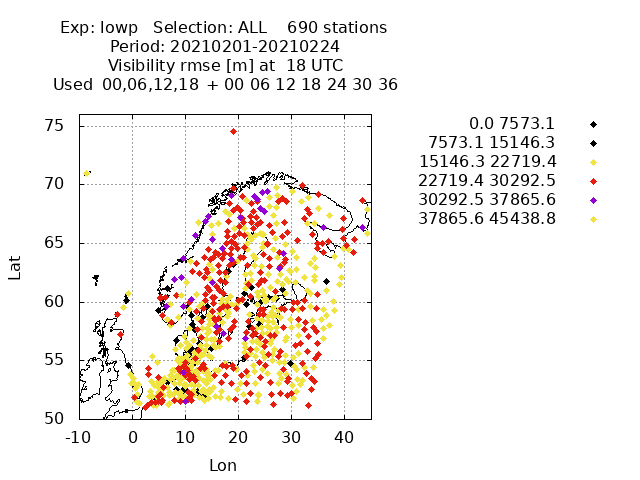 Exp: lowp   Selection: ALL    690 stations
Period: 20210201-20210224
Visibility rmse [m] at  18 UTC
Used  00,06,12,18  + 00 06 12 18 24 30 36
0.0 7573.1
7573.1 15146.3
15146.3 22719.4
22719.4 30292.5
30292.5 37865.6
37865.6 45438.8
75
70
65
60
55
50
Lat
-10 0 10 20 30 40
Lon